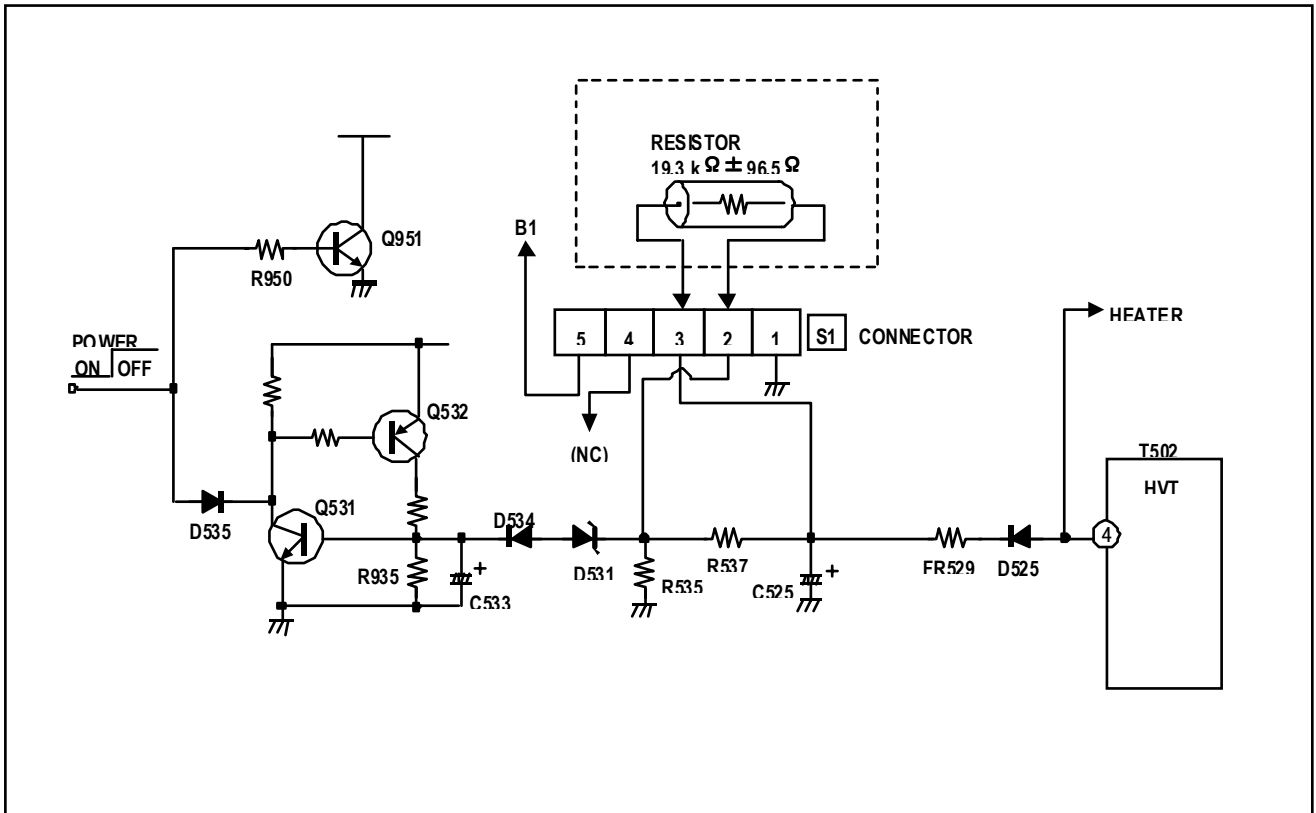 RESISTOR
19.3 k Ω ± 96.5 Ω
Q951
B1
R950
HEATER
5 4 3 2 1 S1 CONNECTOR
POWER
ON OFF
Q532
(NC)
T502
HVT
Q531
D534
4
D535
D531
R537
FR529
D525
R935
C533
R535
C525
+
+